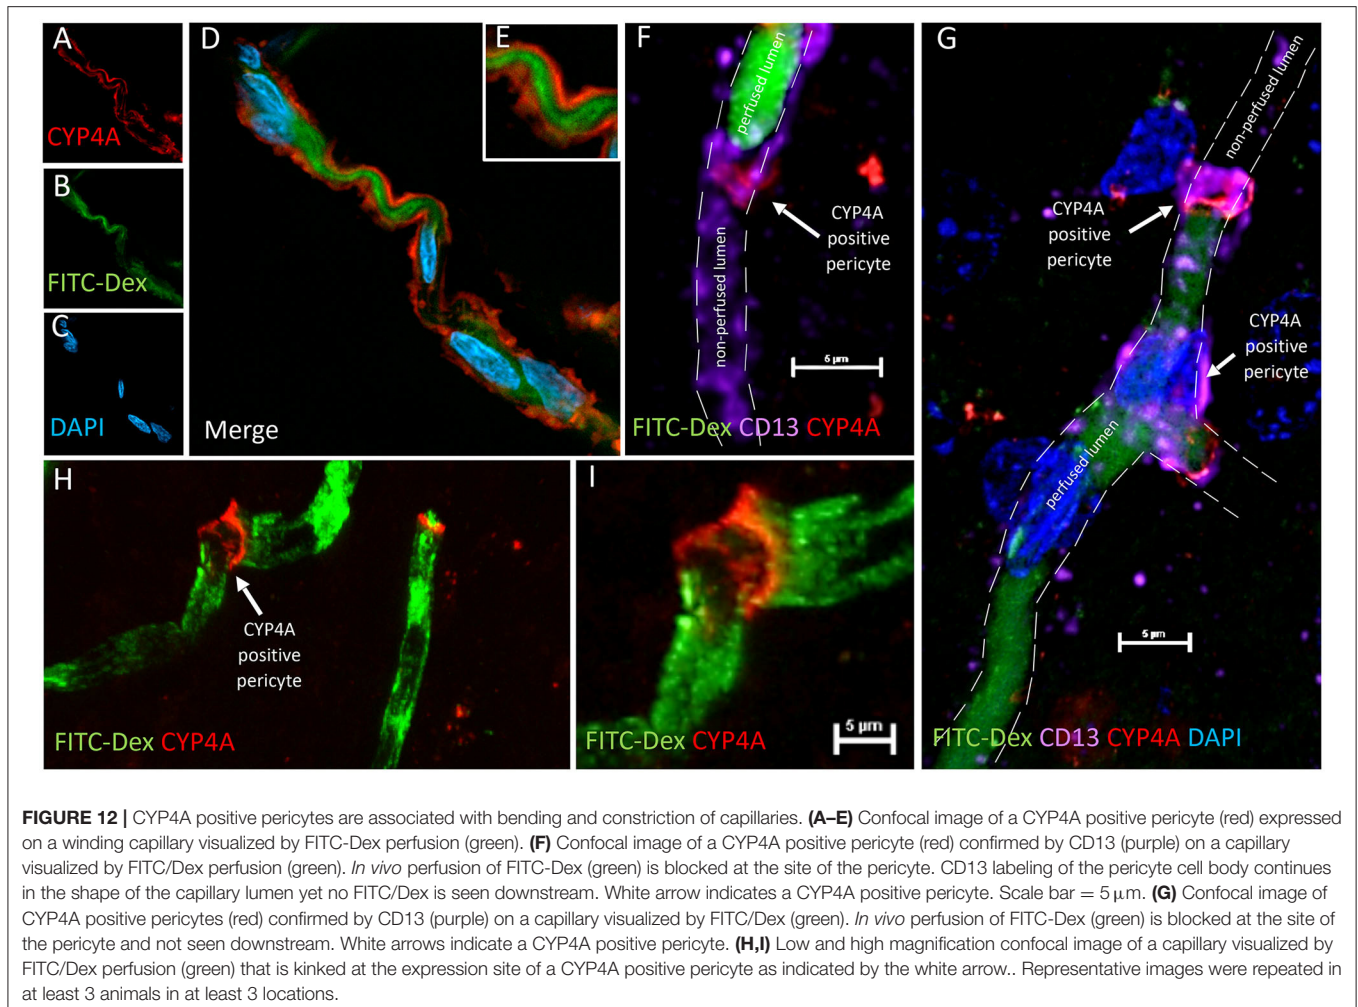 A
CYP4A
B
FITC-Dex
C
DAPI
D
Merge
E
F
perfused lumen
non-perfused lumen
CYP4A
positive
pericyte
5 µm
FITC-Dex CD13 CYP4A
G
non-perfused lumen
CYP4A
positive
pericyte
CYP4A
positive
pericyte
perfused lumen
5 µm
FITC-Dex CD13 CYP4A DAPI
H
CYP4A
positive
pericyte
FITC-Dex CYP4A
I
FITC-Dex CYP4A
5 µm
FIGURE 12 | CYP4A positive pericytes are associated with bending and constriction of capillaries. (A–E) Confocal image of a CYP4A positive pericyte (red) expressed
on a winding capillary visualized by FITC-Dex perfusion (green). (F) Confocal image of a CYP4A positive pericyte (red) confirmed by CD13 (purple) on a capillary
visualized by FITC/Dex perfusion (green). In vivo perfusion of FITC-Dex (green) is blocked at the site of the pericyte. CD13 labeling of the pericyte cell body continues
in the shape of the capillary lumen yet no FITC/Dex is seen downstream. White arrow indicates a CYP4A positive pericyte. Scale bar = 5 µm. (G) Confocal image of
CYP4A positive pericytes (red) confirmed by CD13 (purple) on a capillary visualized by FITC/Dex (green). In vivo perfusion of FITC-Dex (green) is blocked at the site of
the pericyte and not seen downstream. White arrows indicate a CYP4A positive pericyte. (H,I) Low and high magnification confocal image of a capillary visualized by
FITC/Dex perfusion (green) that is kinked at the expression site of a CYP4A positive pericyte as indicated by the white arrow.. Representative images were repeated in
at least 3 animals in at least 3 locations.